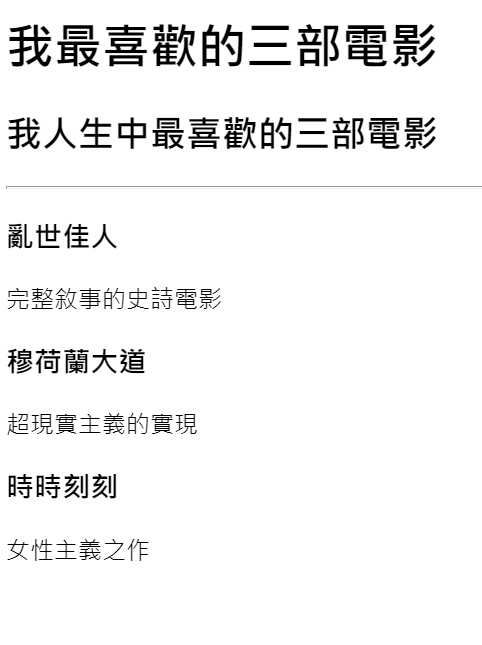 我最喜歡的三部電影
我人生中最喜歡的三部電影
亂世佳人
完整敘事的史詩電影
穆荷蘭大道
超現實主義的實現
時時刻刻
女性主義之作